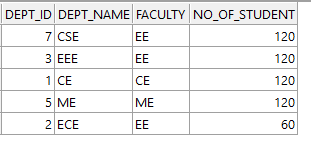 DEPT_ID DEPT_NAME FACULTY NO_OF_STUDENT
7 CSE EE 120
3 EEE EE 120
1 CE CE 120
5 ME ME 120
2 ECE EE 60